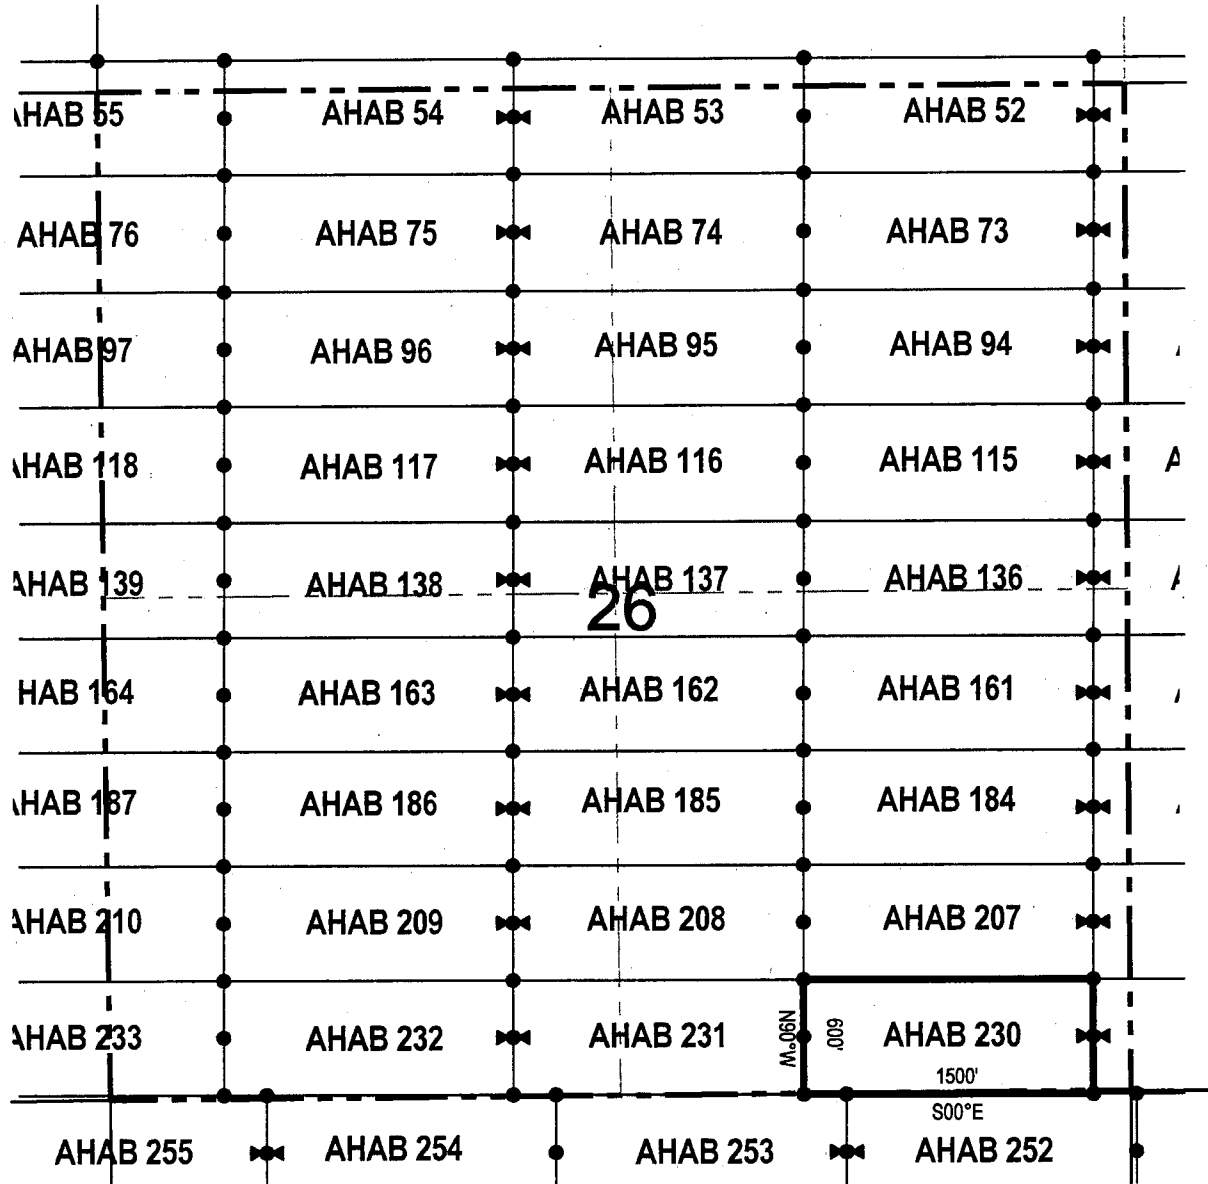 AHAB 55 AHAB 54 AHAB 53 AHAB 52
AHAB 76 AHAB 75 AHAB 74 AHAB 73
AHAB 97 AHAB 96 AHAB 95 AHAB 94
AHAB 118 AHAB 117 AHAB 116 AHAB 115 A
AHAB 139 AHAB 138 AHAB 137 AHAB 136 A
26
HAB 164 AHAB 163 AHAB 162 AHAB 161
AHAB 187 AHAB 186 AHAB 185 AHAB 184
AHAB 210 AHAB 209 AHAB 208 AHAB 207
AHAB 233 AHAB 232 AHAB 231 N90°W 600' AHAB 230
1500'
S00°E
AHAB 255 AHAB 254 AHAB 253 AHAB 252